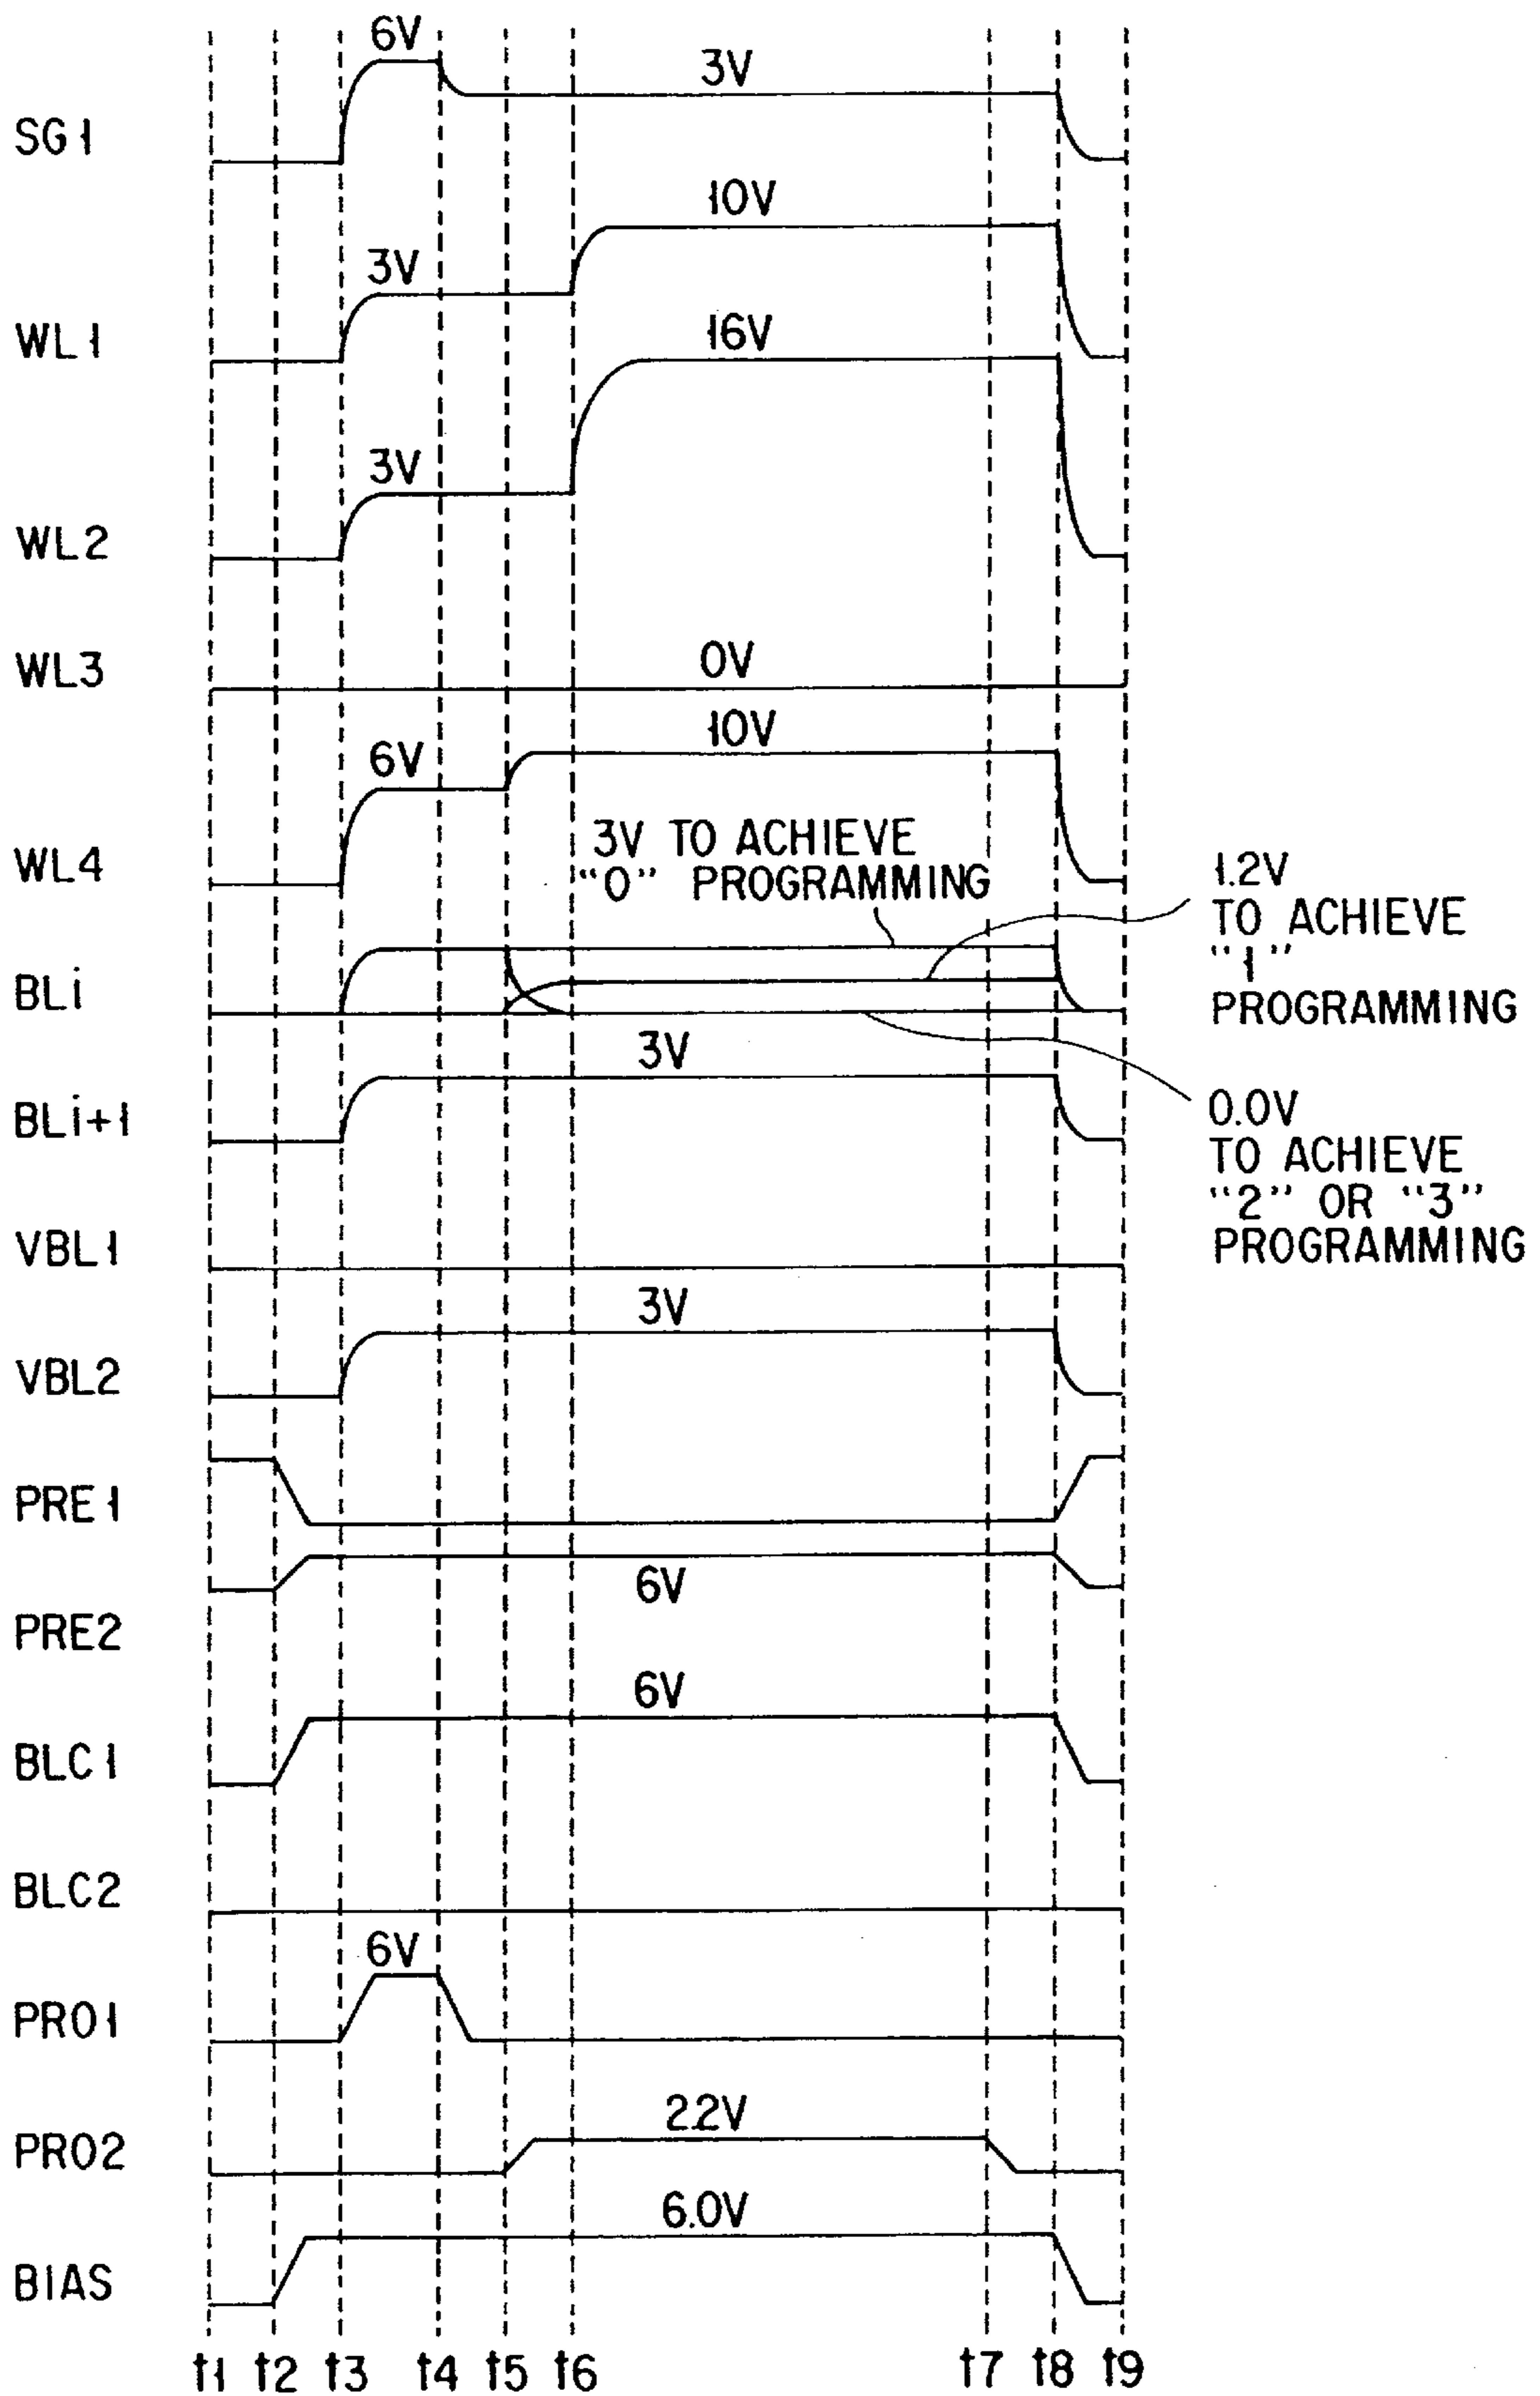 6V
3V
SG1
10V
3V
WL1
16V
3V
WL2
0V
WL3
10V
6V
WL4
3V TO ACHIEVE
"0" PROGRAMMING
1.2V
TO ACHIEVE
"1"
PROGRAMMING
BLi
3V
BLi+1
0.0V
TO ACHIEVE
"2" OR "3"
PROGRAMMING
VBL1
3V
VBL2
PRE1
6V
PRE2
6V
BLC1
BLC2
6V
PRO1
2.2V
PRO2
6.0V
BIAS
t1 t2 t3 t4 t5 t6 t7 t8 t9